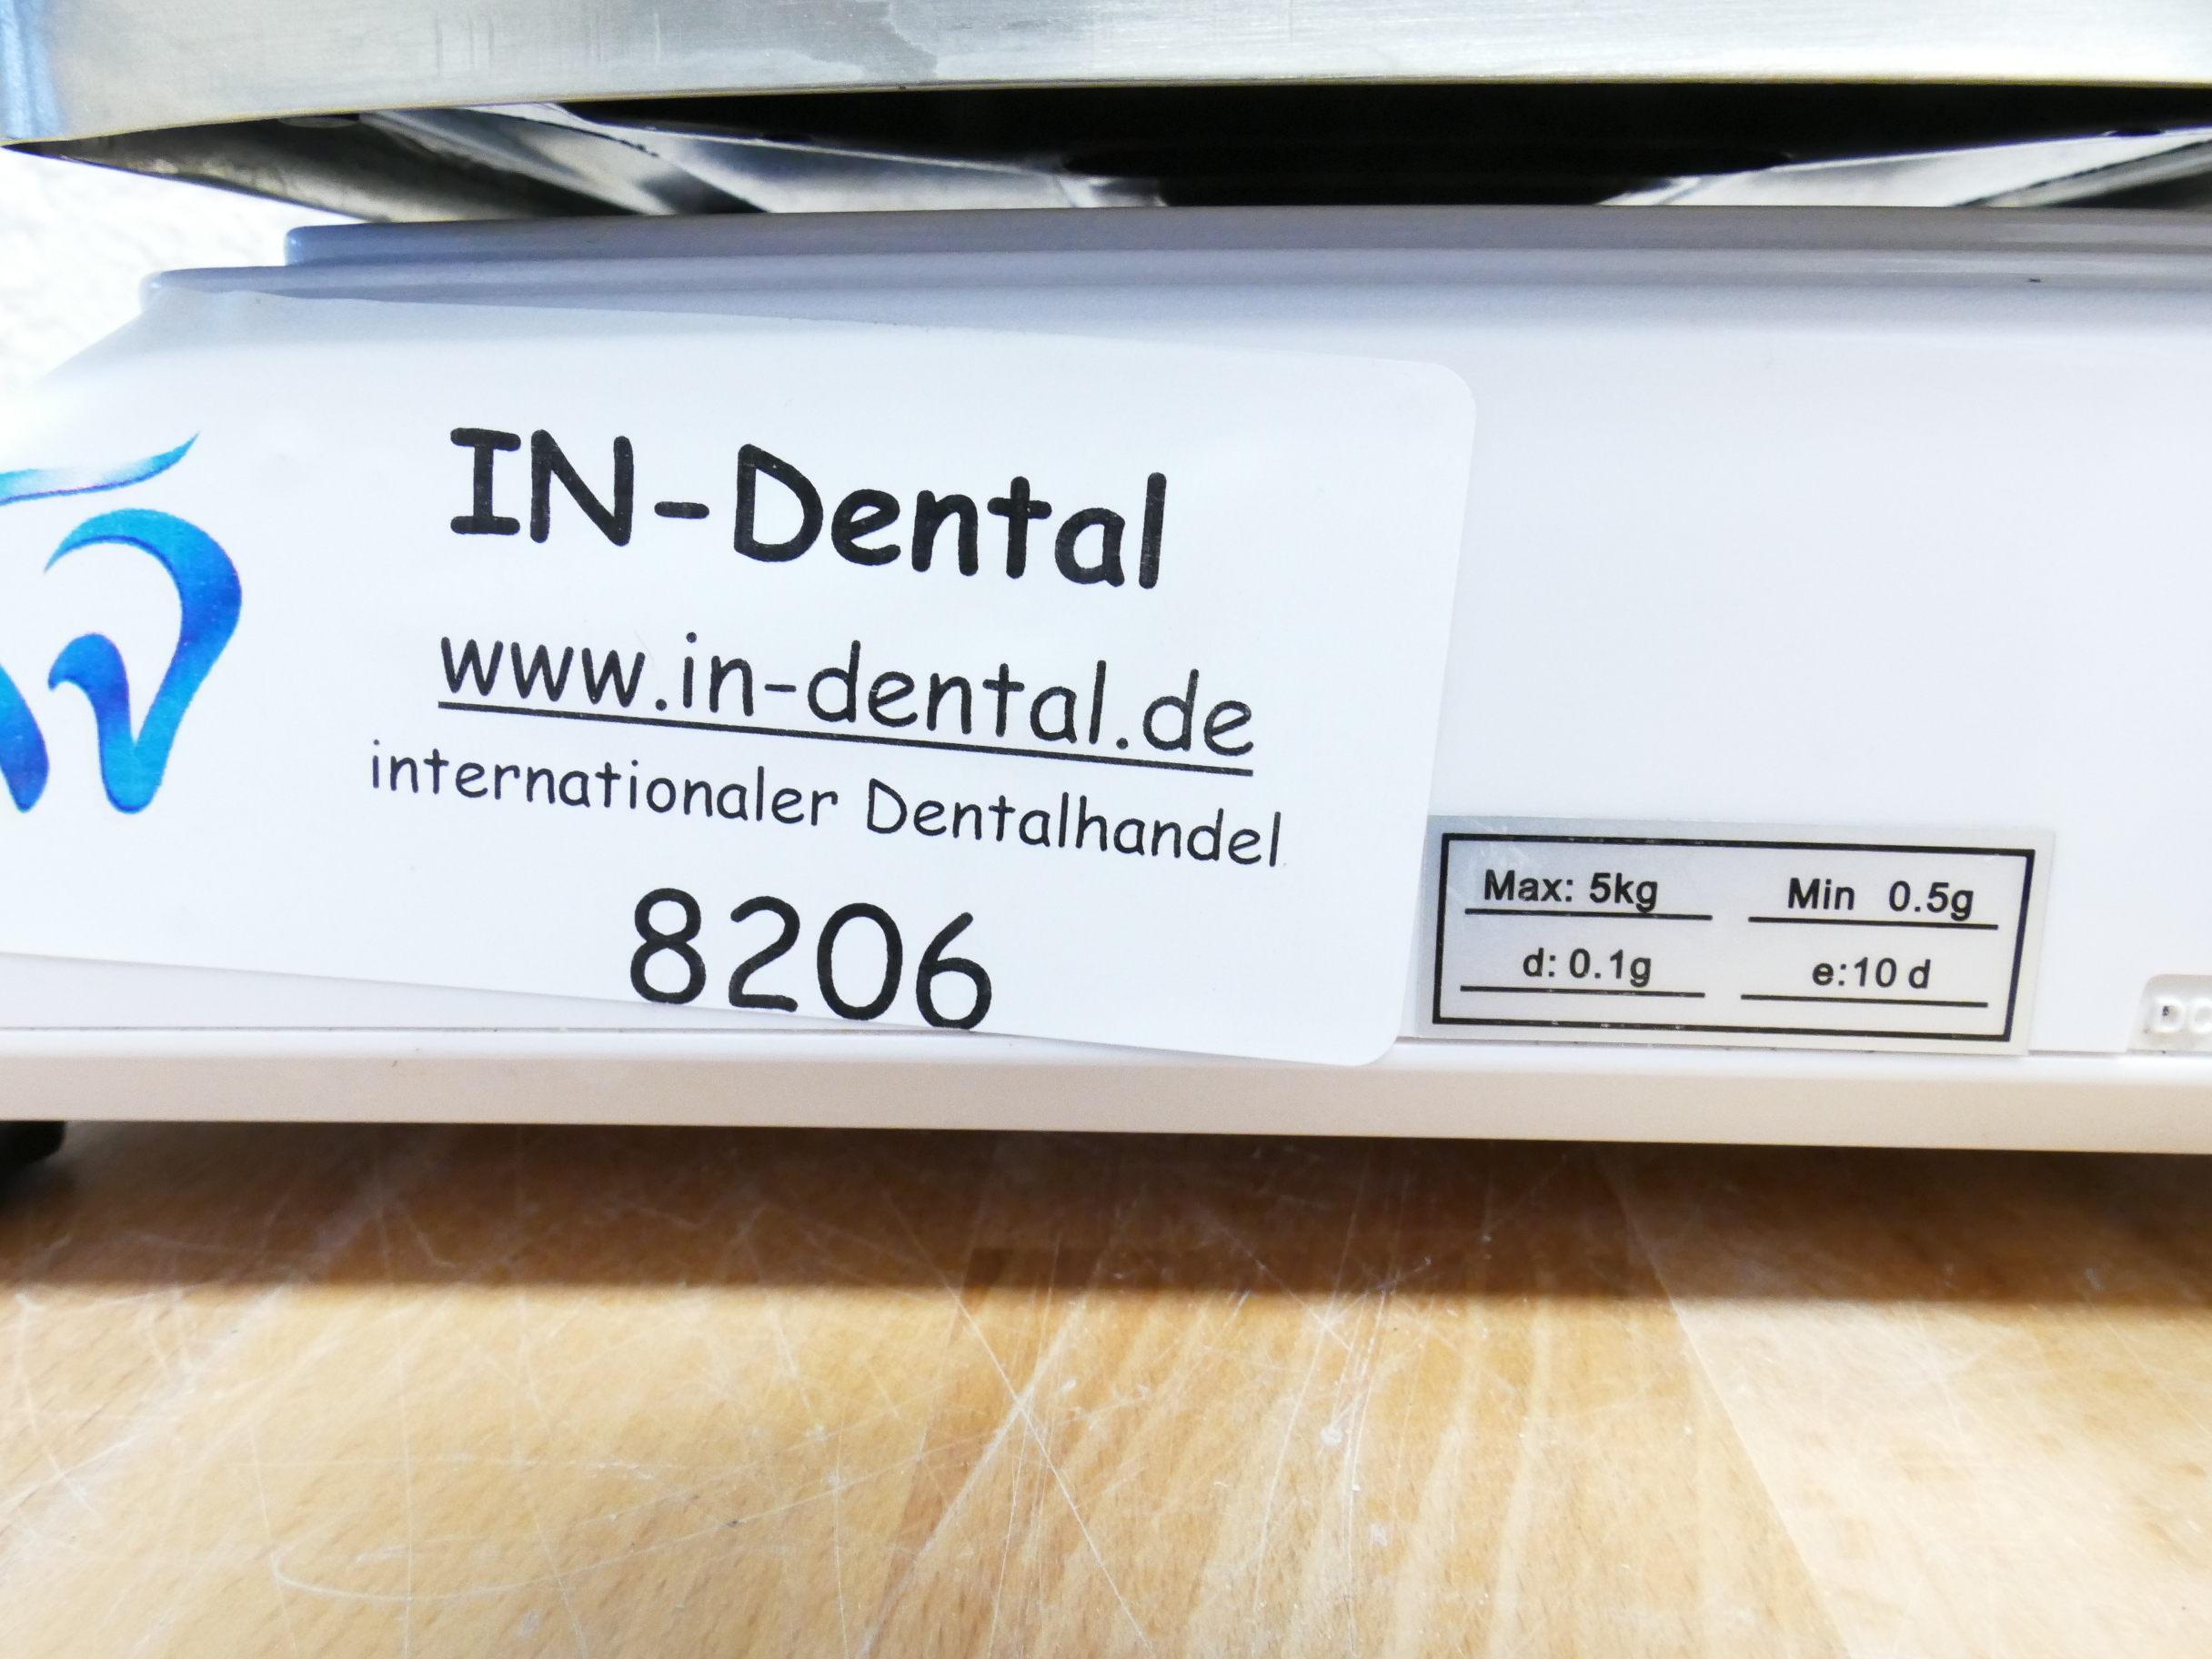 IN-Dental
www.in-dental.de
internationaler Dentalhandel
8206
Max: 5kg Min 0.5g
d: 0.1g e:10 d